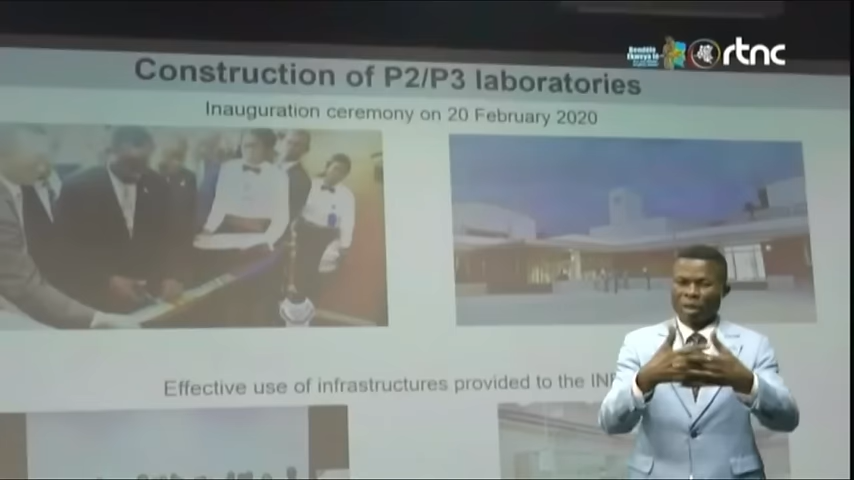 rtnc
Construction of P2/P3 laboratories
Inauguration ceremony on 20 February 2020
Effective use of infrastructures provided to the IN